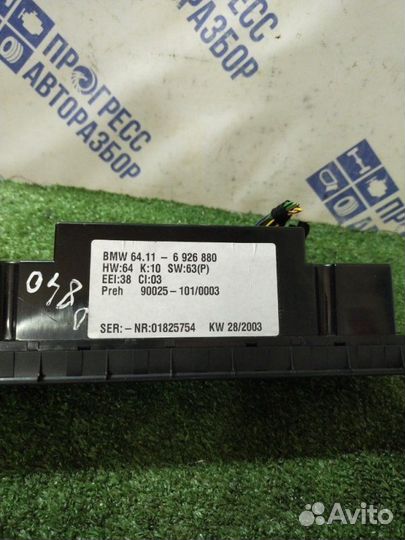 ПРОГРЕСС
АВТОРАЗБОР
ПРОГРЕСС
АВТОРАЗБОР
BMW 64.11 - 6 926 880
HW:64 K:10 SW:63(P)
EEI:38 CI:03
Preh 90025-101/0003
SER:-NR:01825754 KW 28/2003
Avito